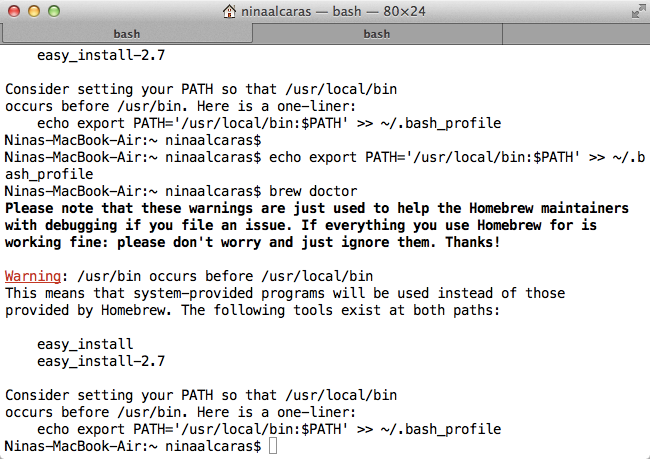 ninaalcaras — bash — 80×24
bash bash
easy_install-2.7
Consider setting your PATH so that /usr/local/bin
occurs before /usr/bin. Here is a one-liner:
echo export PATH='/usr/local/bin:$PATH' >> ~/.bash_profile
Ninas-MacBook-Air:~ ninaalcaras$
Ninas-MacBook-Air:~ ninaalcaras$ echo export PATH='/usr/local/bin:$PATH' >> ~/.b
ash_profile
Ninas-MacBook-Air:~ ninaalcaras$ brew doctor
Please note that these warnings are just used to help the Homebrew maintainers
with debugging if you file an issue. If everything you use Homebrew for is
working fine: please don't worry and just ignore them. Thanks!
Warning: /usr/bin occurs before /usr/local/bin
This means that system-provided programs will be used instead of those
provided by Homebrew. The following tools exist at both paths:
easy_install
easy_install-2.7
Consider setting your PATH so that /usr/local/bin
occurs before /usr/bin. Here is a one-liner:
echo export PATH='/usr/local/bin:$PATH' >> ~/.bash_profile
Ninas-MacBook-Air:~ ninaalcaras$